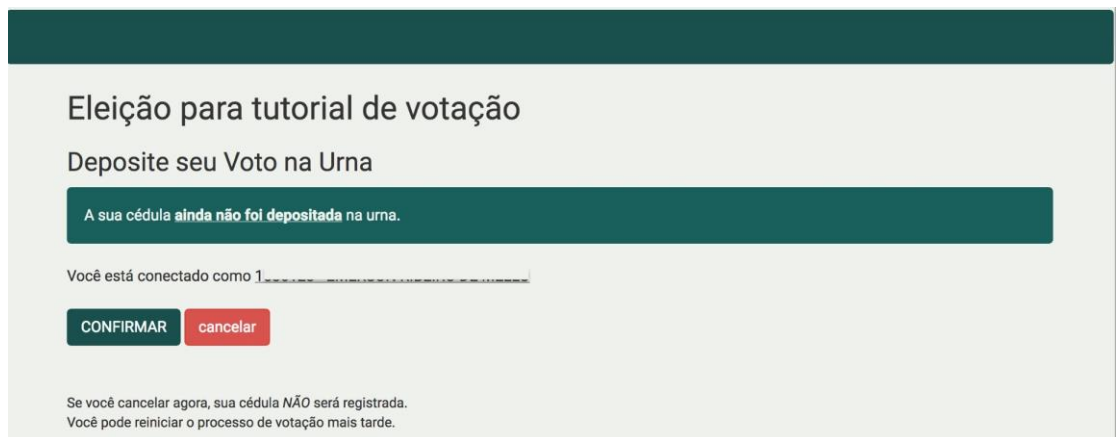 Eleição para tutorial de votação
Deposite seu Voto na Urna
A sua cédula ainda não foi depositada na urna.
Você está conectado como
CONFIRMAR cancelar
Se você cancelar agora, sua cédula NÃO será registrada.
Você pode reiniciar o processo de votação mais tarde.